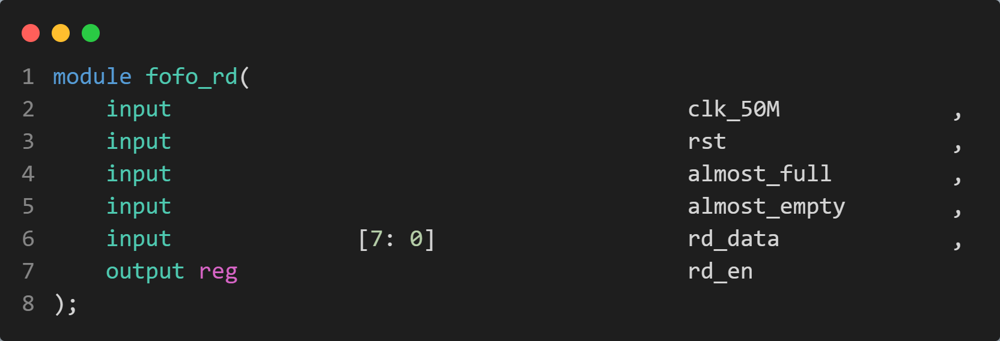 1 module fofo_rd(
2     input                                       clk_50M             ,
3     input                                       rst                 ,
4     input                                       almost_full         ,
5     input                                       almost_empty        ,
6     input              [7: 0]                   rd_data             ,
7     output reg                                  rd_en
8 );